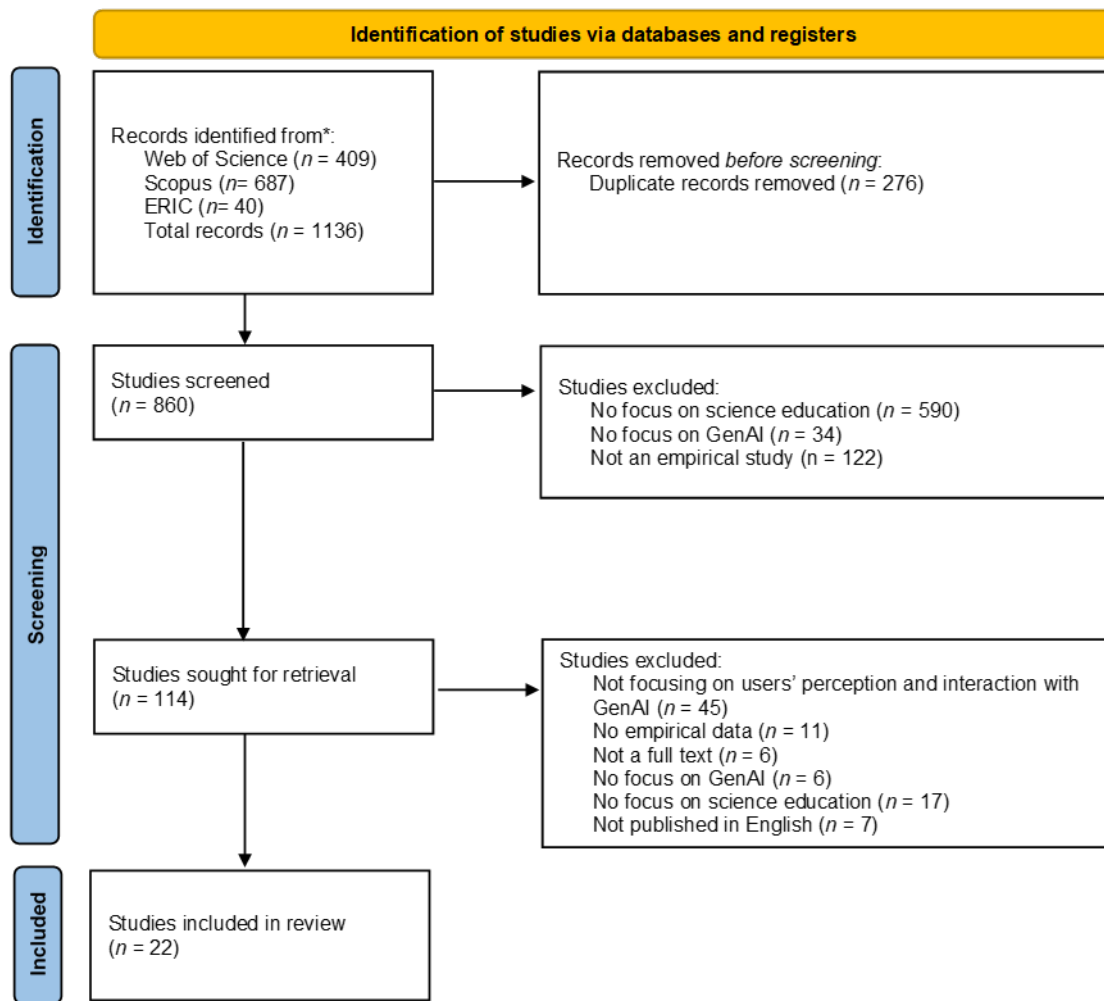 Identification of studies via databases and registers
Identification
Records identified from*:
Web of Science (n = 409)
Scopus (n= 687)
ERIC (n= 40)
Total records (n = 1136)
Records removed before screening:
Duplicate records removed (n = 276)
Screening
Studies screened
(n = 860)
Studies excluded:
No focus on science education (n = 590)
No focus on GenAI (n = 34)
Not an empirical study (n = 122)
Studies sought for retrieval
(n = 114)
Studies excluded:
Not focusing on users’ perception and interaction with
GenAI (n = 45)
No empirical data (n = 11)
Not a full text (n = 6)
No focus on GenAI (n = 6)
No focus on science education (n = 17)
Not published in English (n = 7)
Included
Studies included in review
(n = 22)